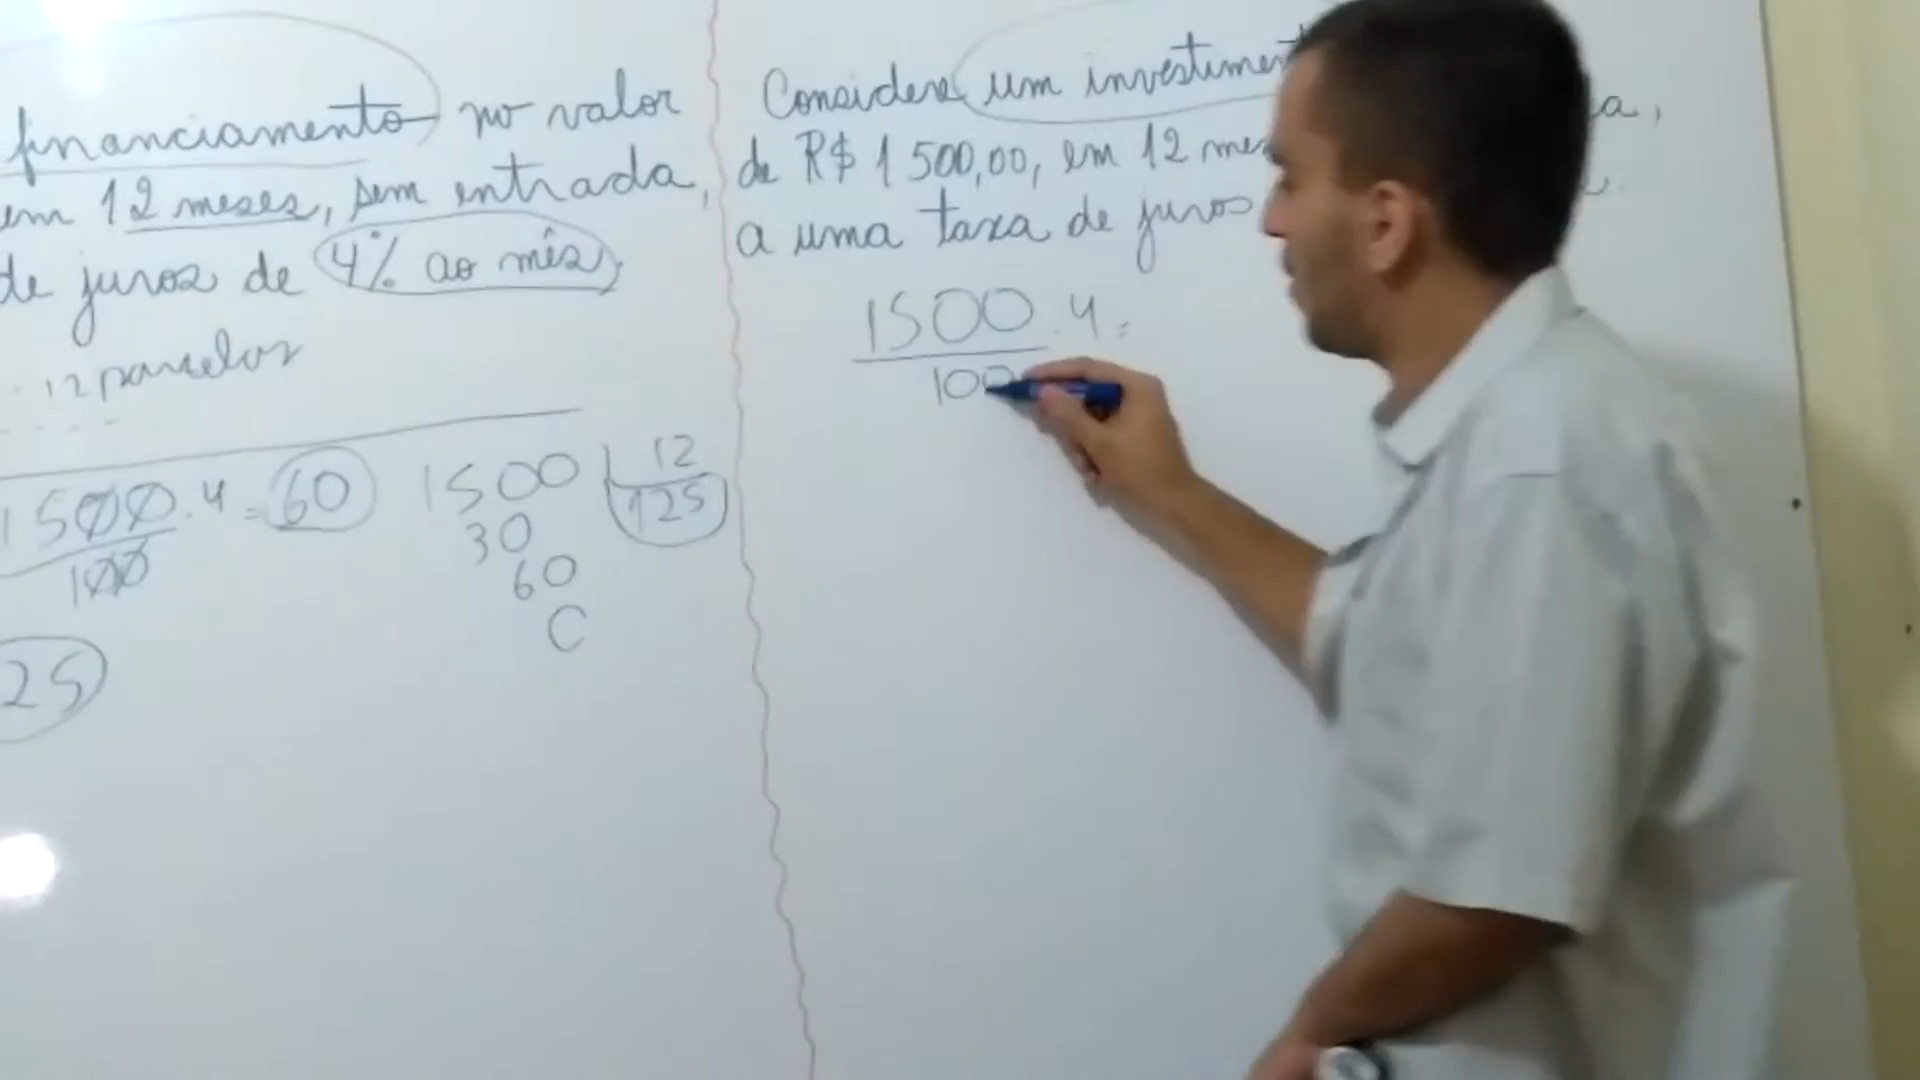 financiamento no valor
em 12 meses, sem entrada,
de juros de 4% ao mês,
12 parcelas
1500 . 4 = 60
100
1500 12
30 125
60
0
25
Considere um investiment
de R$ 1 500,00, em 12 mes
a uma taxa de juros
1500 . 4 =
100